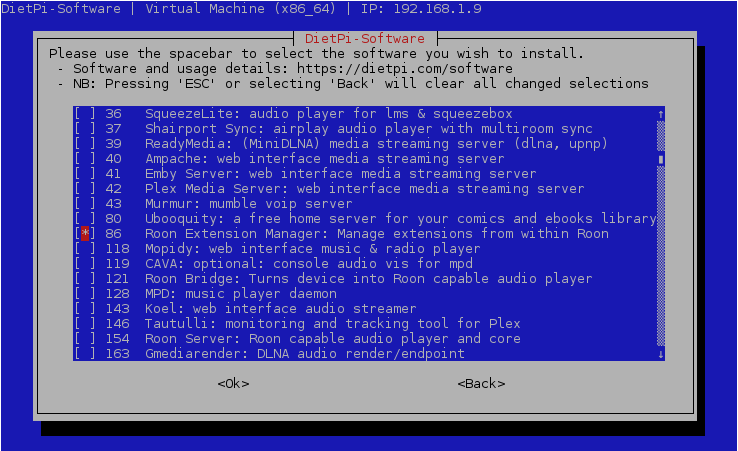 DietPi-Software | Virtual Machine (x86_64) | IP: 192.168.1.9
DietPi-Software
Please use the spacebar to select the software you wish to install.
- Software and usage details: https://dietpi.com/software
- NB: Pressing 'ESC' or selecting 'Back' will clear all changed selections
[ ] 36 SqueezeLite: audio player for lms & squeezebox ↑
[ ] 37 Shairport Sync: airplay audio player with multiroom sync
[ ] 39 ReadyMedia: (MiniDLNA) media streaming server (dlna, upnp)
[ ] 40 Ampache: web interface media streaming server
[ ] 41 Emby Server: web interface media streaming server
[ ] 42 Plex Media Server: web interface media streaming server
[ ] 43 Murmur: mumble voip server
[ ] 80 Ubooquity: a free home server for your comics and ebooks library
[*] 86 Roon Extension Manager: Manage extensions from within Roon
[ ] 118 Mopidy: web interface music & radio player
[ ] 119 CAVA: optional: console audio vis for mpd
[ ] 121 Roon Bridge: Turns device into Roon capable audio player
[ ] 128 MPD: music player daemon
[ ] 143 Koel: web interface audio streamer
[ ] 146 Tautulli: monitoring and tracking tool for Plex
[ ] 154 Roon Server: Roon capable audio player and core
[ ] 163 Gmediarender: DLNA audio render/endpoint ↓
<Ok> <Back>